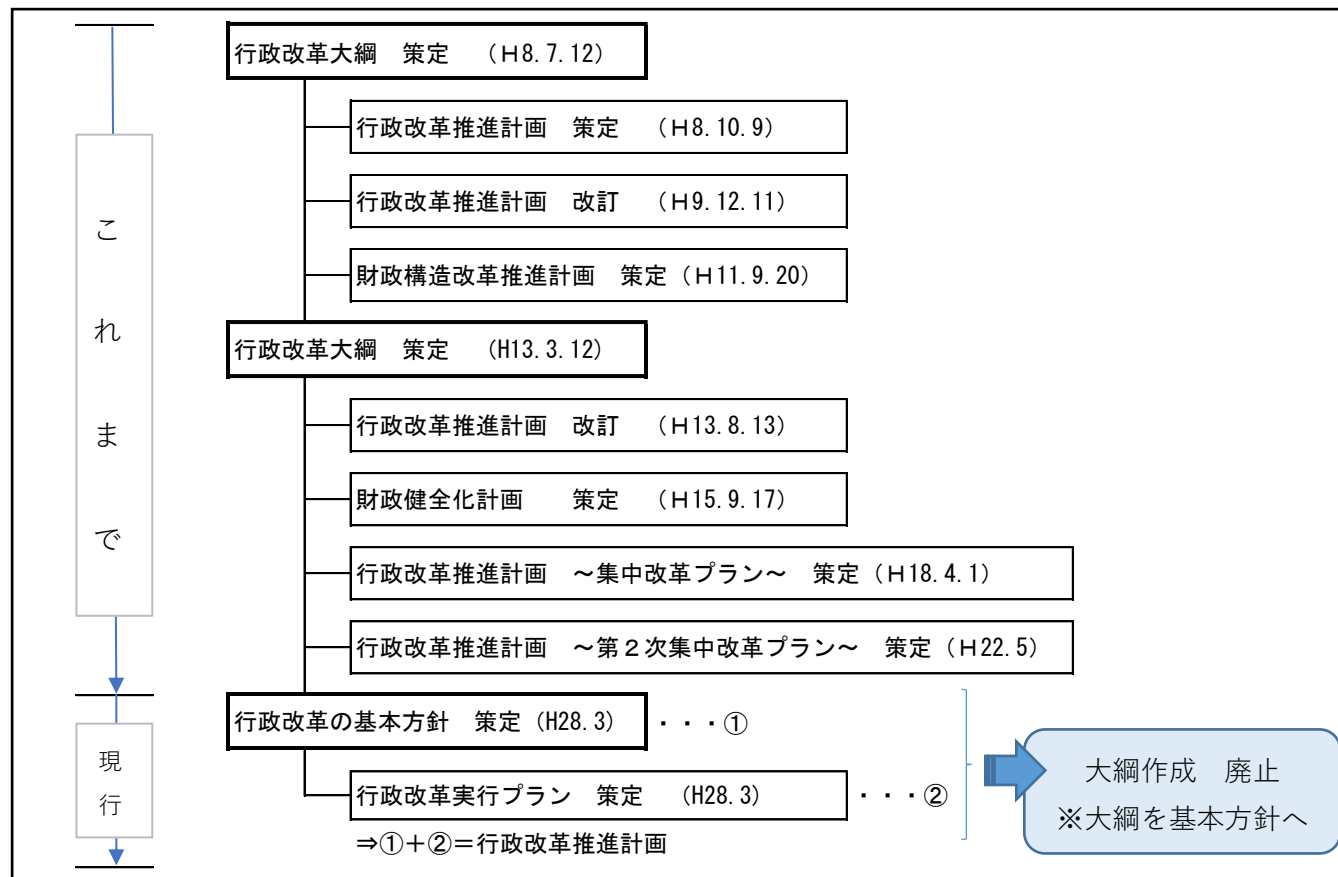 これまで
行政改革大綱　策定　（Ｈ8.7.12）
行政改革推進計画　策定　（Ｈ8.10.9）
行政改革推進計画　改訂　（Ｈ9.12.11）
財政構造改革推進計画　策定（Ｈ11.9.20）
行政改革大綱　策定　（H13.3.12）
行政改革推進計画　改訂　（Ｈ13.8.13）
財政健全化計画　　策定　（Ｈ15.9.17）
行政改革推進計画　～集中改革プラン～　策定（Ｈ18.4.1）
行政改革推進計画　～第２次集中改革プラン～　策定（Ｈ22.5）
現行
行政改革の基本方針　策定（H28.3）　・・・①
行政改革実行プラン　策定　（H28.3）　・・・②
⇒①＋②＝行政改革推進計画
大綱作成　廃止
※大綱を基本方針へ